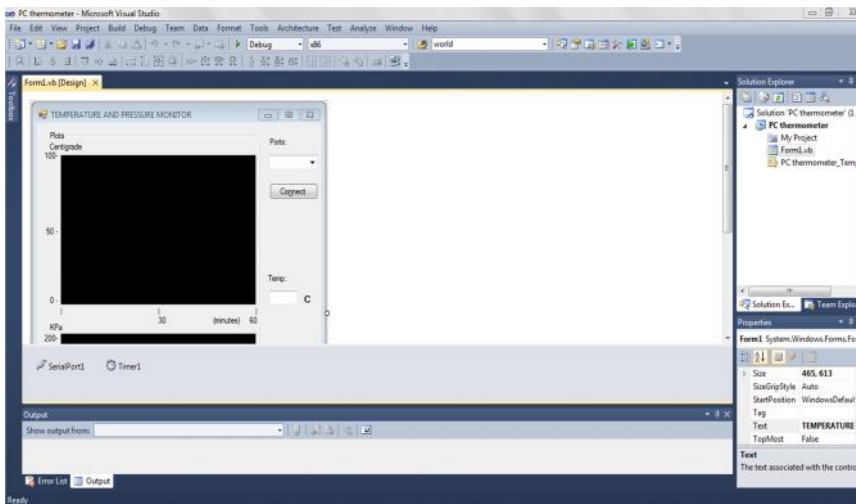 PC thermometer - Microsoft Visual Studio
File Edit View Project Build Debug Team Data Format Tools Architecture Test Analyze Window Help
Debug x86 world
Form1.vb [Design] X
Toolbox
TEMPERATURE AND PRESSURE MONITOR
Plots
Centigrade
100-
50 -
0 -
30 (minutes) 60
KPa
200-
Ports:
Connect
Temp:
C
SerialPort1 Timer1
Output
Show output from:
Error List Output
Ready
Solution Explorer
Solution 'PC thermometer' (1
PC thermometer
My Project
Form1.vb
PC thermometer_Tem
Solution Ex... Team Explo
Properties
Form1 System.Windows.Forms.Fo
Size 465, 613
SizeGripStyle Auto
StartPosition WindowsDefaul
Tag
Text TEMPERATURE
TopMost False
Text
The text associated with the contro